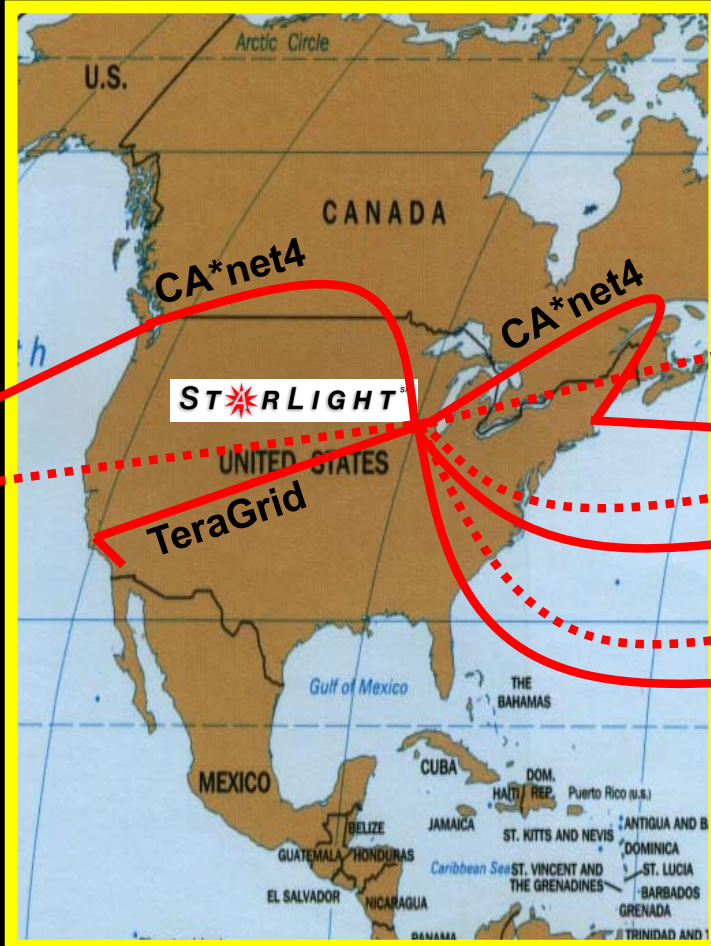 Arctic Circle
U.S.
CANADA
CA*net4
CA*net4
STARLIGHT
UNITED STATES
TeraGrid
Gulf of Mexico
THE
BAHAMAS
MEXICO
CUBA
DOM.
HAITI REP.
Puerto Rico (U.S.)
BELIZE
JAMAICA
ST. KITTS AND NEVIS
ANTIGUA AND B
DOMINICA
GUATEMALA
HONDURAS
Caribbean Sea
ST. VINCENT AND
THE GRENADINES
ST. LUCIA
BARBADOS
EL SALVADOR
NICARAGUA
GRENADA
PANAMA
TRINIDAD AND T